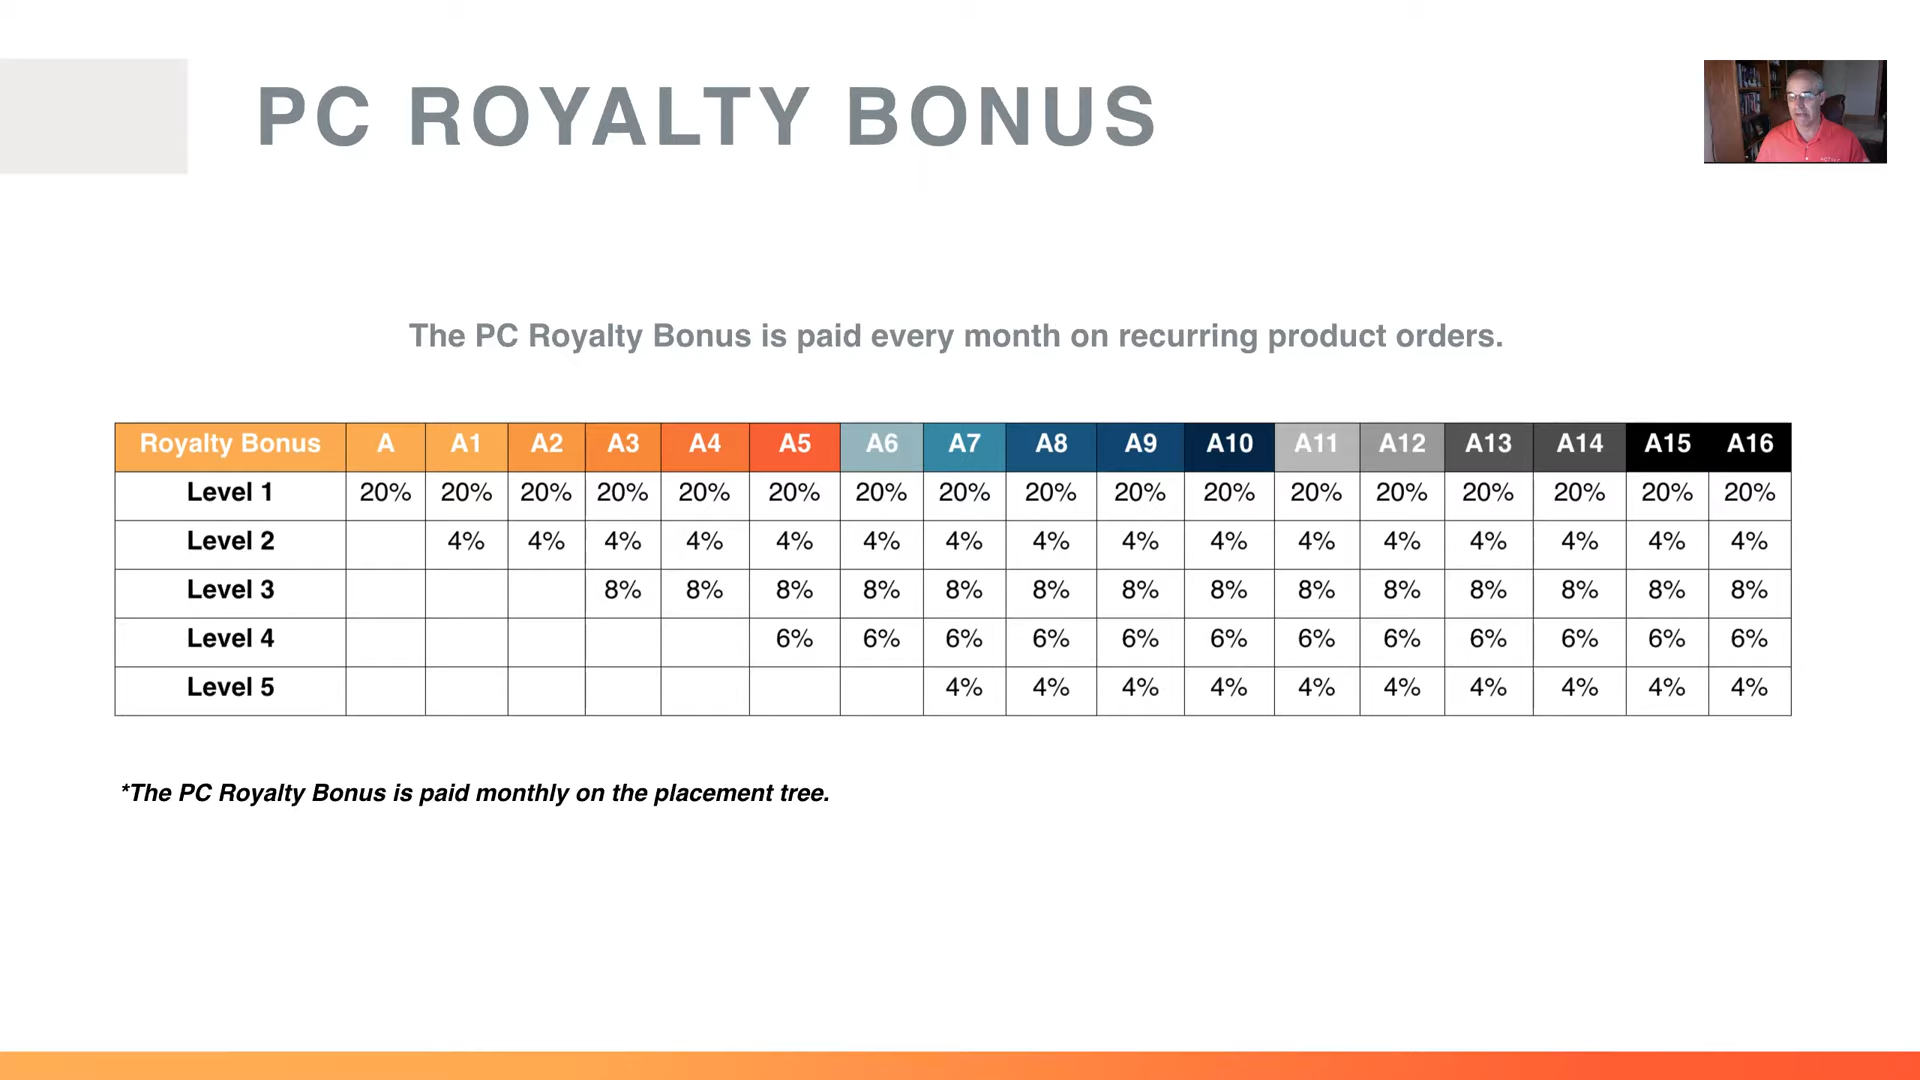 PC ROYALTY BONUS
The PC Royalty Bonus is paid every month on recurring product orders.
Royalty Bonus A A1 A2 A3 A4 A5 A6 A7 A8 A9 A10 A11 A12 A13 A14 A15 A16
Level 1 20% 20% 20% 20% 20% 20% 20% 20% 20% 20% 20% 20% 20% 20% 20% 20% 20%
Level 2 4% 4% 4% 4% 4% 4% 4% 4% 4% 4% 4% 4% 4% 4% 4% 4%
Level 3 8% 8% 8% 8% 8% 8% 8% 8% 8% 8% 8% 8% 8% 8%
Level 4 6% 6% 6% 6% 6% 6% 6% 6% 6% 6% 6% 6%
Level 5 4% 4% 4% 4% 4% 4% 4% 4% 4% 4%
*The PC Royalty Bonus is paid monthly on the placement tree.